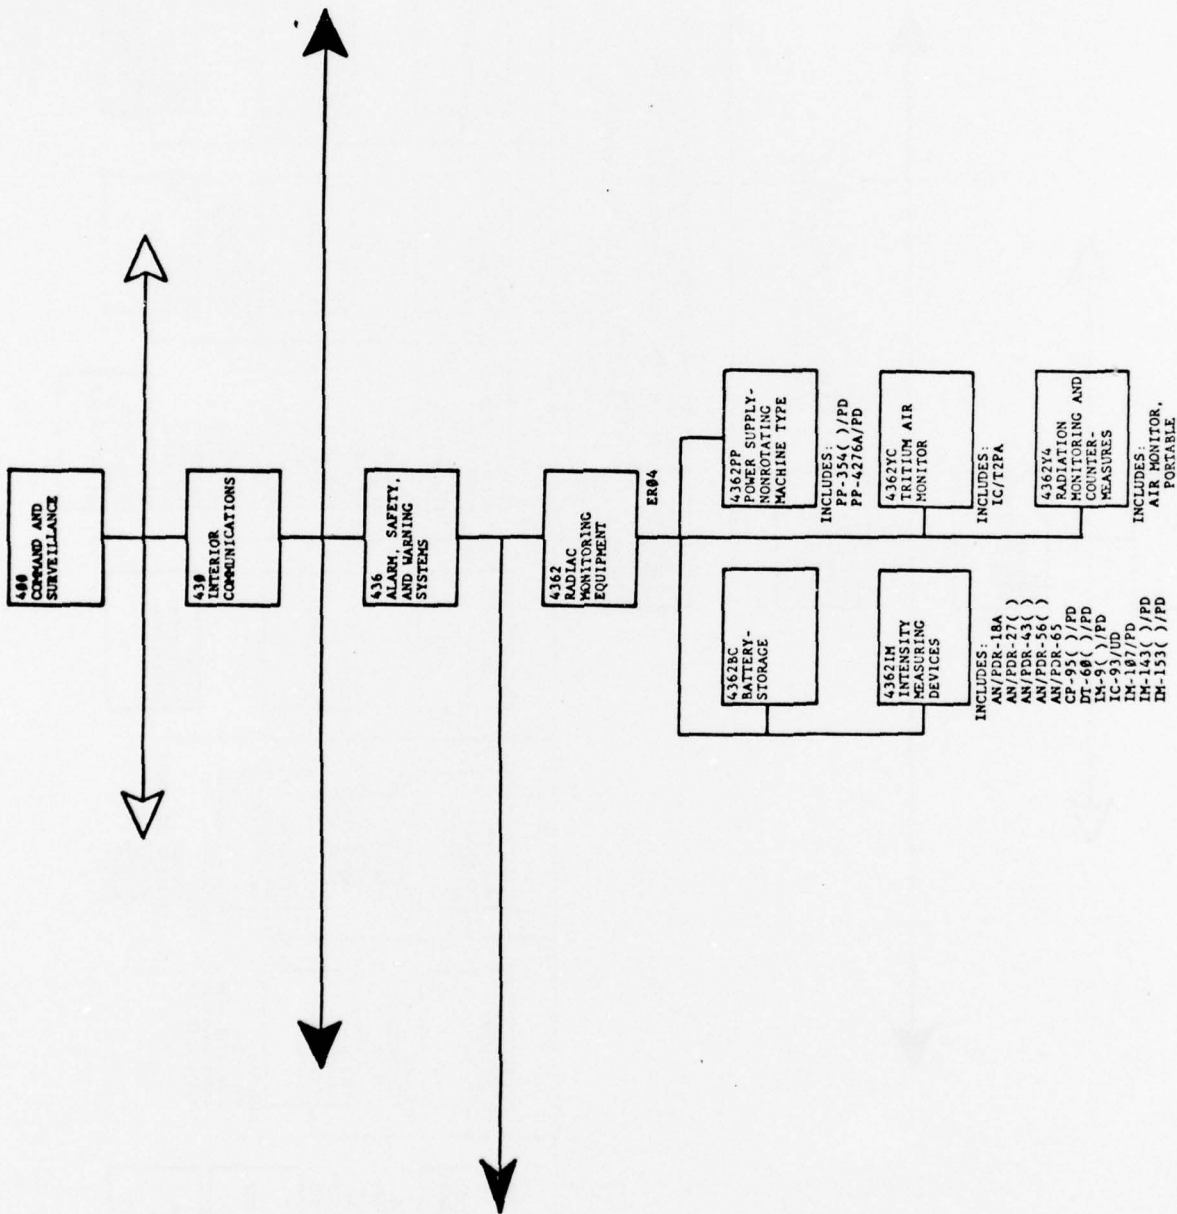 400
COMMAND AND
SURVEILLANCE
430
INTERIOR
COMMUNICATIONS
436
ALARM, SAFETY,
AND WARNING
SYSTEMS
4362
RADIAC
MONITORING
EQUIPMENT
ER04
4362BC
BATTERY-
STORAGE
4362IM
INTENSITY
MEASURING
DEVICES
INCLUDES:
AN/PDR-18A
AN/PDR-27( )
AN/PDR-43( )
AN/PDR-56( )
AN/PDR-65
CP-95( )/PD
DT-60( )/PD
IM-9( )/PD
IC-93/UD
IM-107/PD
IM-143( )/PD
IM-153( )/PD
4362PP
POWER SUPPLY-
NONROTATING
MACHINE TYPE
INCLUDES:
PP-354( )/PD
PP-4276A/PD
4362YC
TRITIUM AIR
MONITOR
INCLUDES:
IC/T2PA
4362Y4
RADIATION
MONITORING AND
COUNTER-
MEASURES
INCLUDES:
AIR MONITOR,
PORTABLE